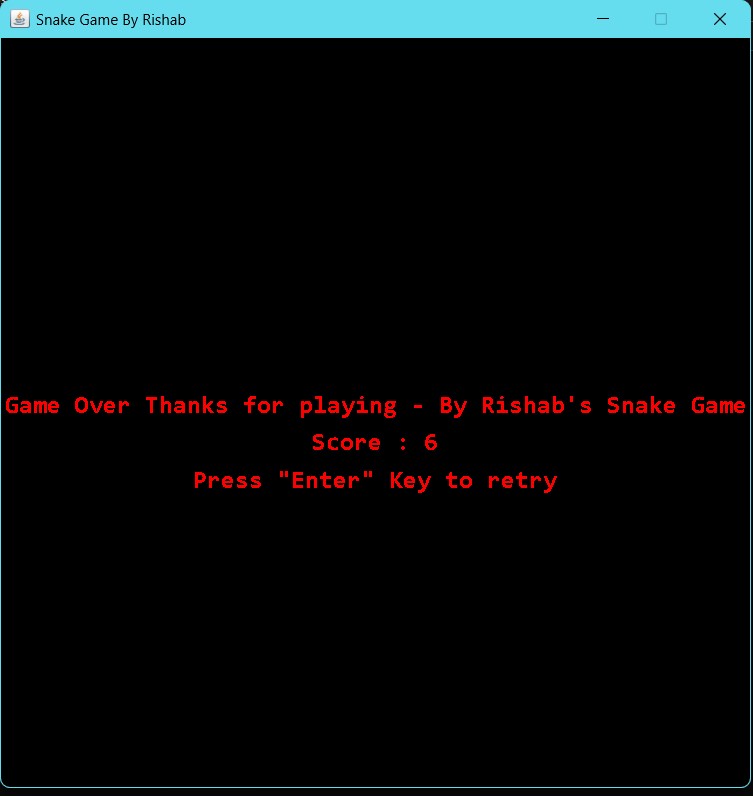 Snake Game By Rishab
Game Over Thanks for playing - By Rishab's Snake Game
Score : 6
Press "Enter" Key to retry